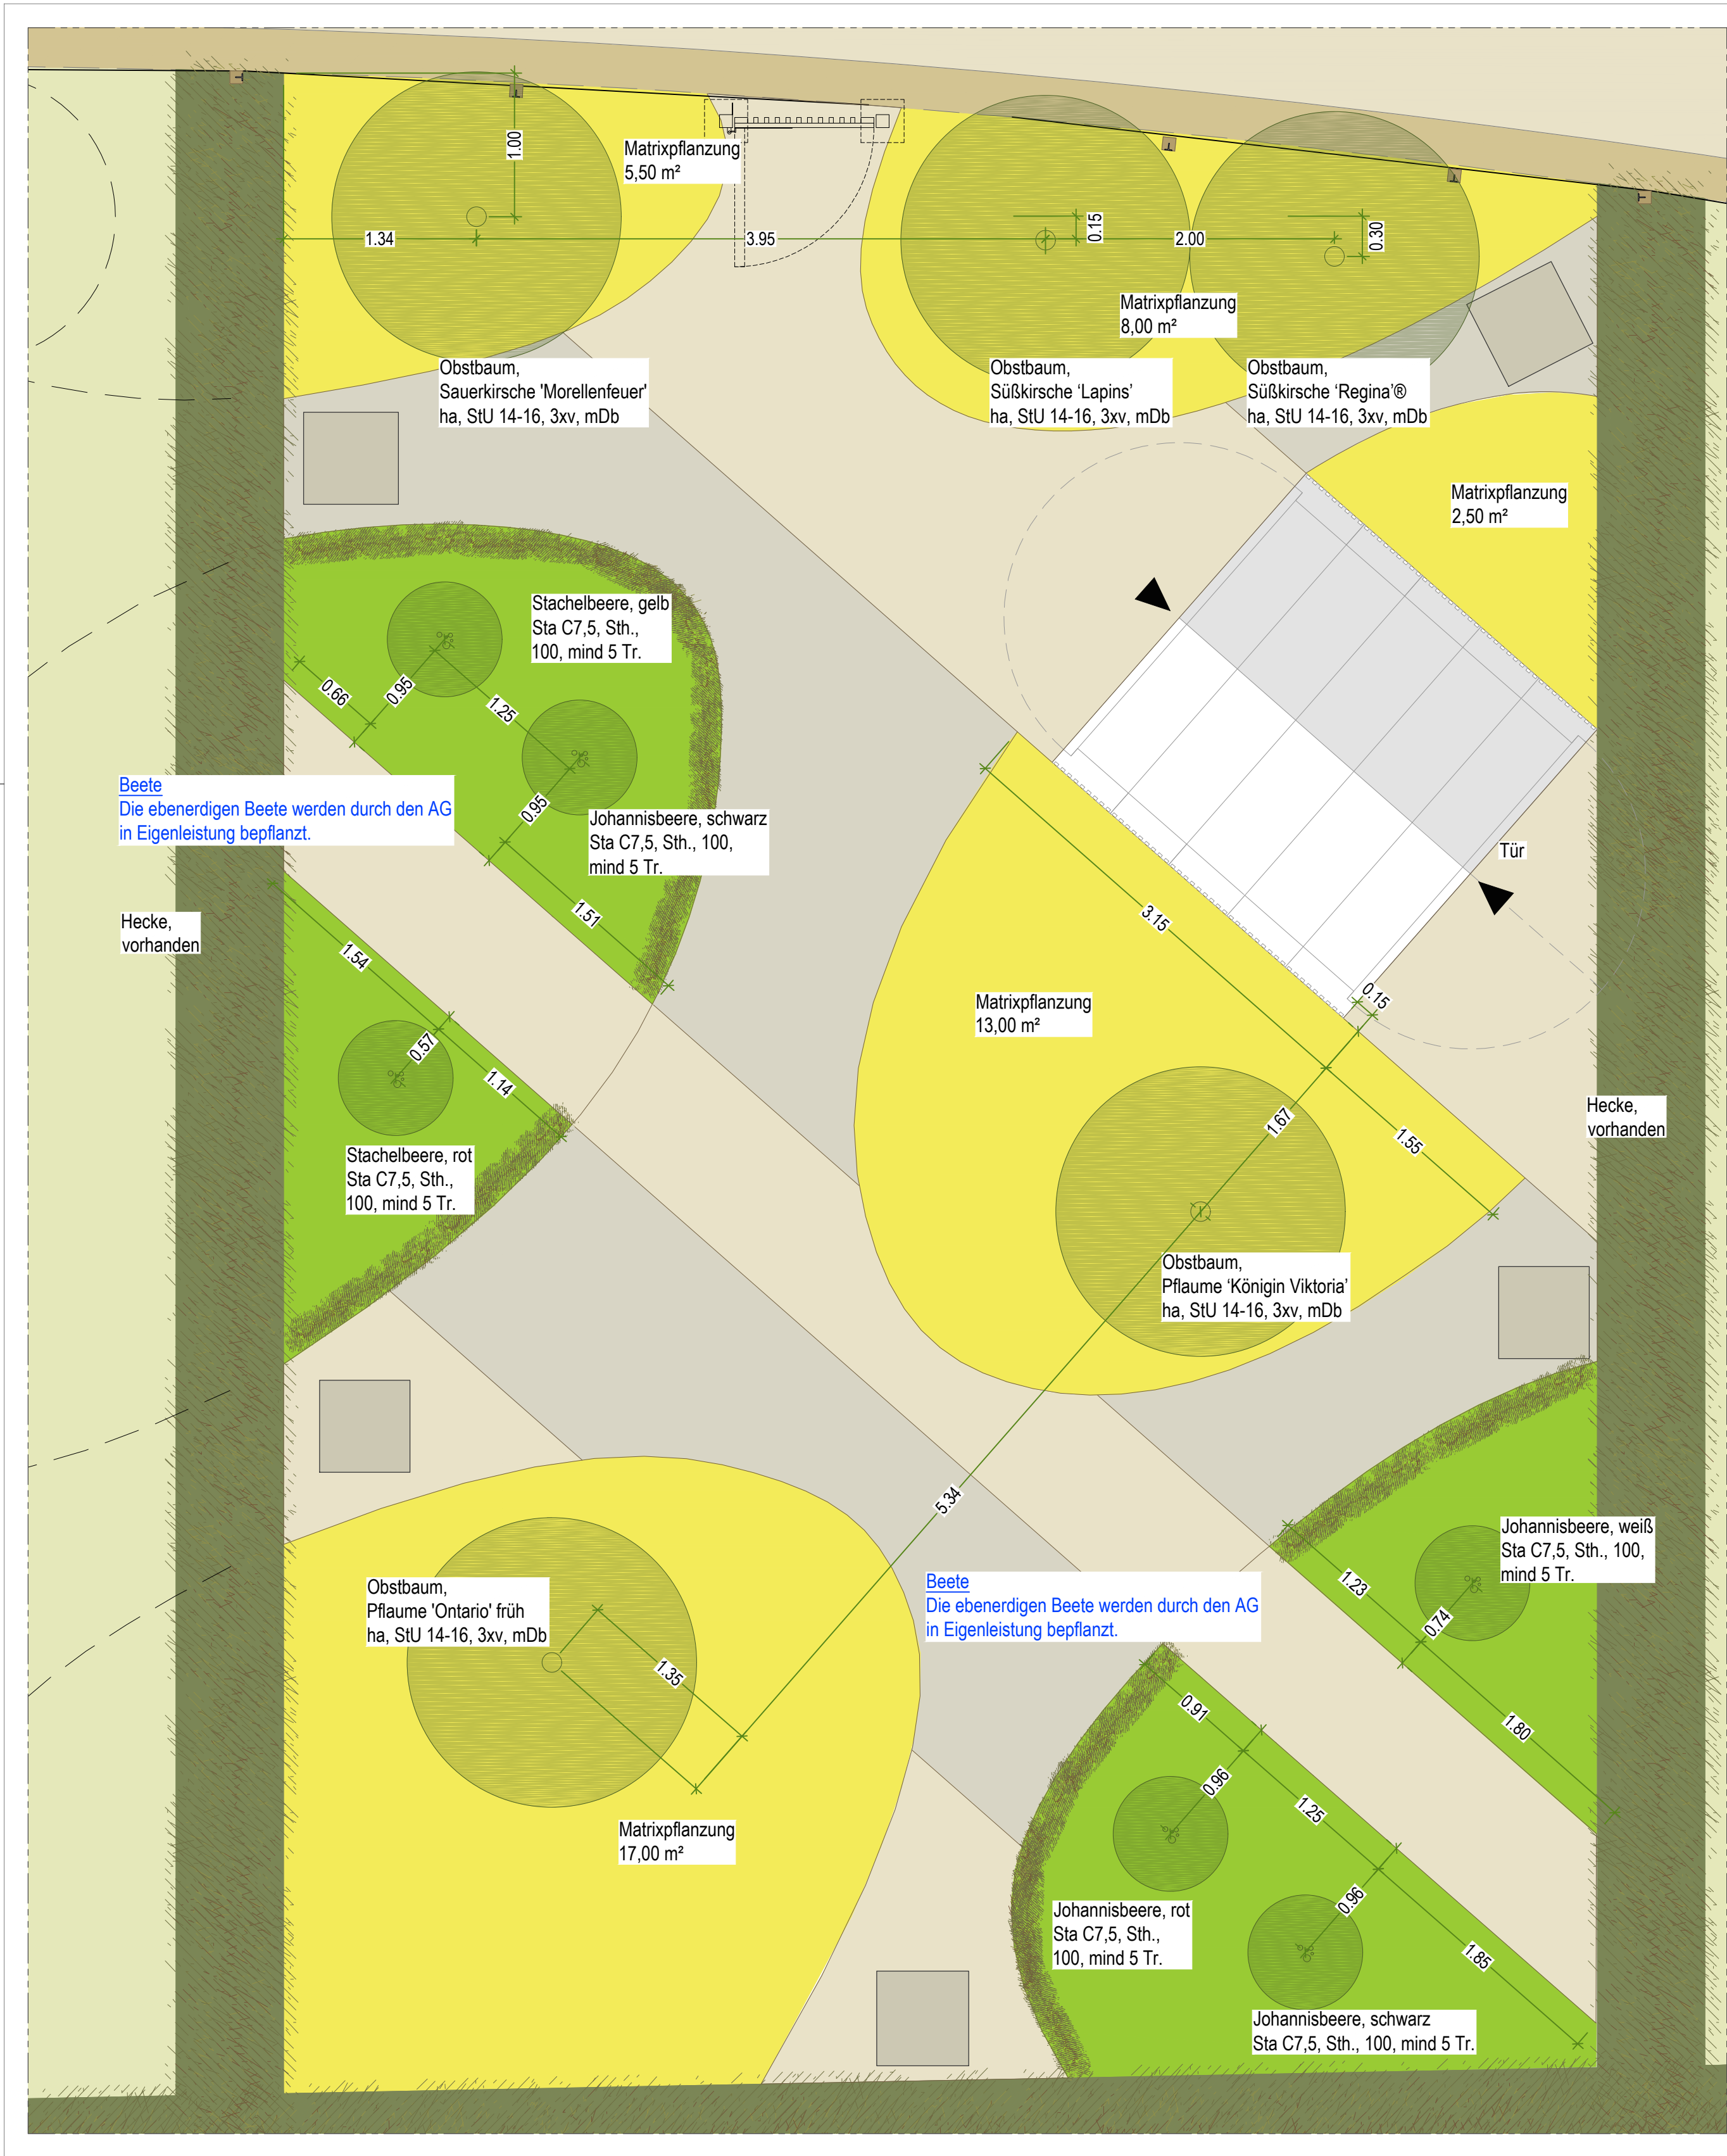 1.00
Matrixpflanzung
5,50 m²
1.34
3.95
0.15
2.00
0.30
Matrixpflanzung
8,00 m²
Obstbaum,
Sauerkirsche 'Morellenfeuer'
ha, StU 14-16, 3xv, mDb
Obstbaum,
Süßkirsche ‘Lapins’
ha, StU 14-16, 3xv, mDb
Obstbaum,
Süßkirsche ‘Regina’®
ha, StU 14-16, 3xv, mDb
Matrixpflanzung
2,50 m²
Stachelbeere, gelb
Sta C7,5, Sth.,
100, mind 5 Tr.
0.66
0.95
1.25
Beete
Die ebenerdigen Beete werden durch den AG
in Eigenleistung bepflanzt.
0.95
Johannisbeere, schwarz
Sta C7,5, Sth., 100,
mind 5 Tr.
Tür
1.51
3.15
Hecke,
vorhanden
1.54
Matrixpflanzung
13,00 m²
0.15
0.57
1.14
1.67
1.55
Hecke,
vorhanden
Stachelbeere, rot
Sta C7,5, Sth.,
100, mind 5 Tr.
Obstbaum,
Pflaume ‘Königin Viktoria’
ha, StU 14-16, 3xv, mDb
5.34
Johannisbeere, weiß
Sta C7,5, Sth., 100,
mind 5 Tr.
1.23
0.74
1.80
Obstbaum,
Pflaume 'Ontario' früh
ha, StU 14-16, 3xv, mDb
1.35
Beete
Die ebenerdigen Beete werden durch den AG
in Eigenleistung bepflanzt.
0.91
0.96
1.25
Matrixpflanzung
17,00 m²
0.96
1.85
Johannisbeere, rot
Sta C7,5, Sth.,
100, mind 5 Tr.
Johannisbeere, schwarz
Sta C7,5, Sth., 100, mind 5 Tr.